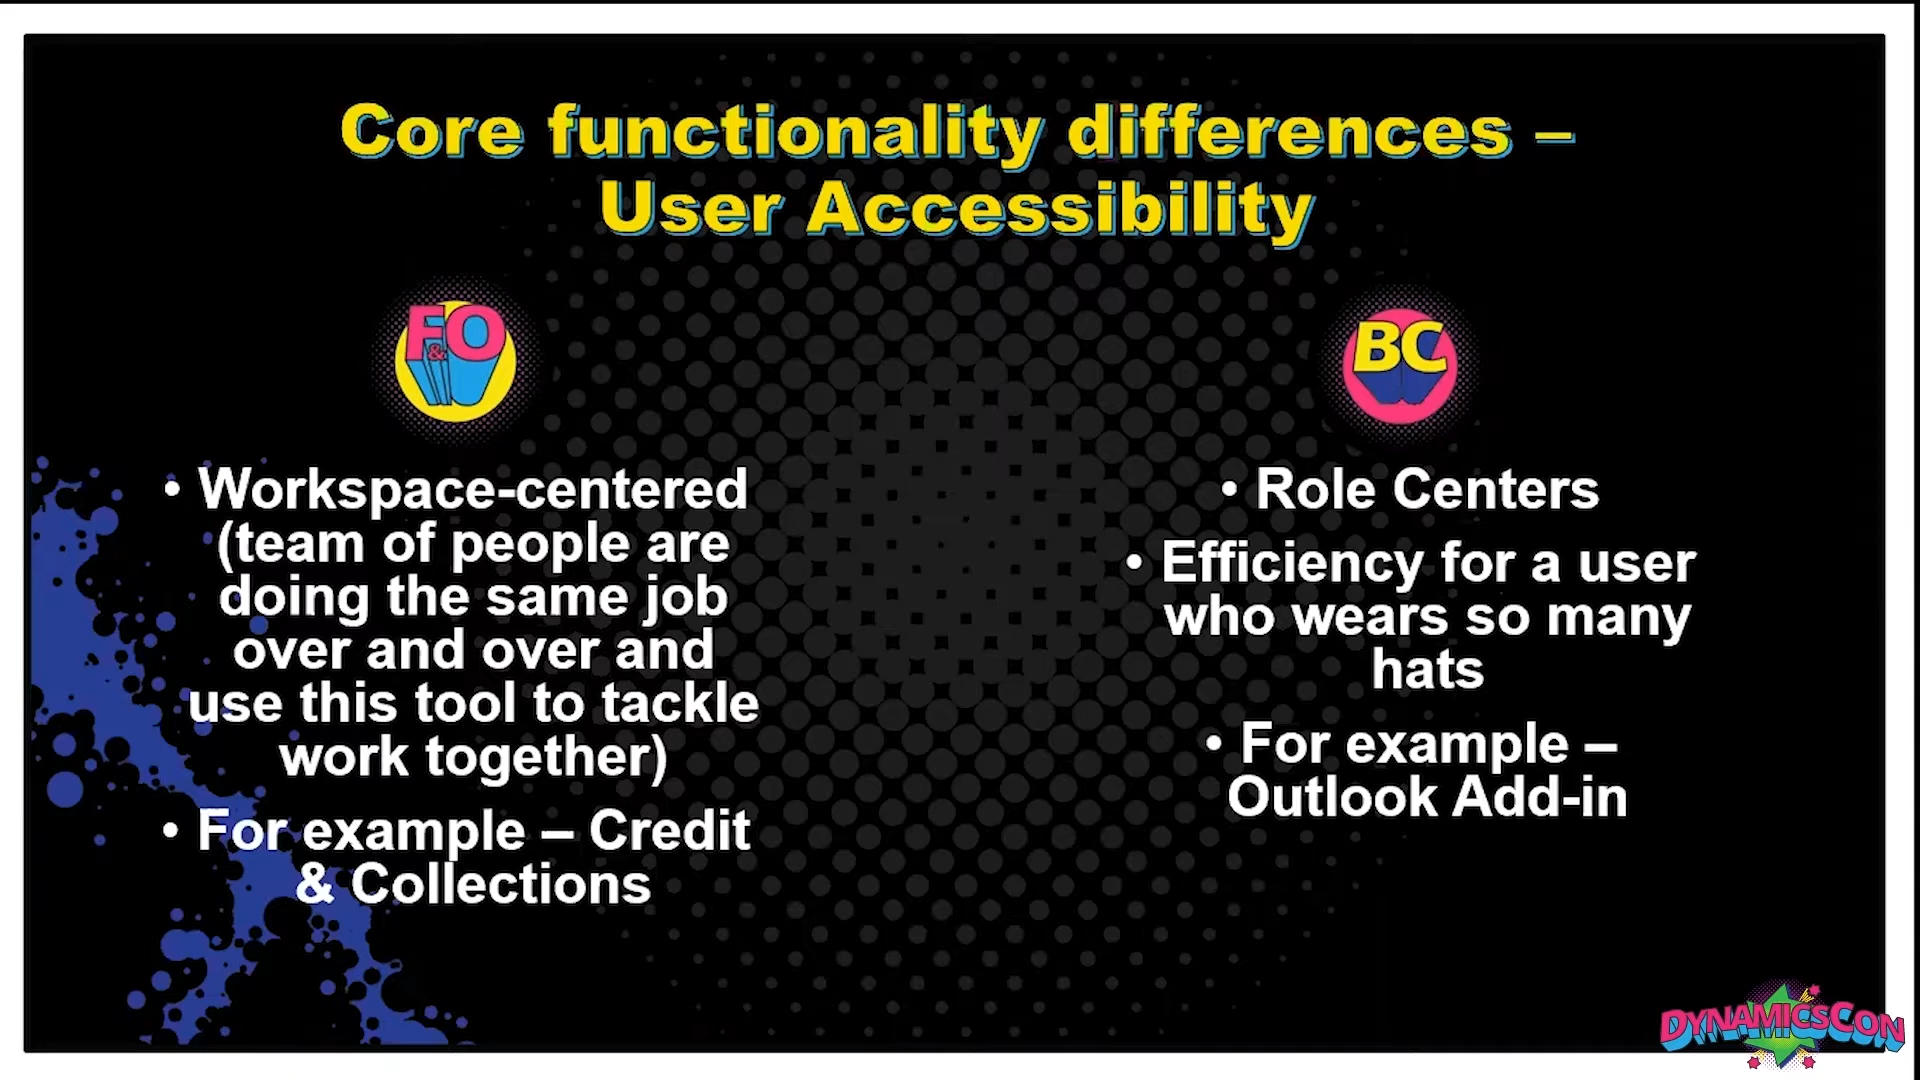 Core functionality differences –
User Accessibility
F&O
• Workspace-centered
(team of people are
doing the same job
over and over and
use this tool to tackle
work together)
• For example – Credit
& Collections
BC
• Role Centers
• Efficiency for a user
who wears so many
hats
• For example –
Outlook Add-in
DYNAMICSCON